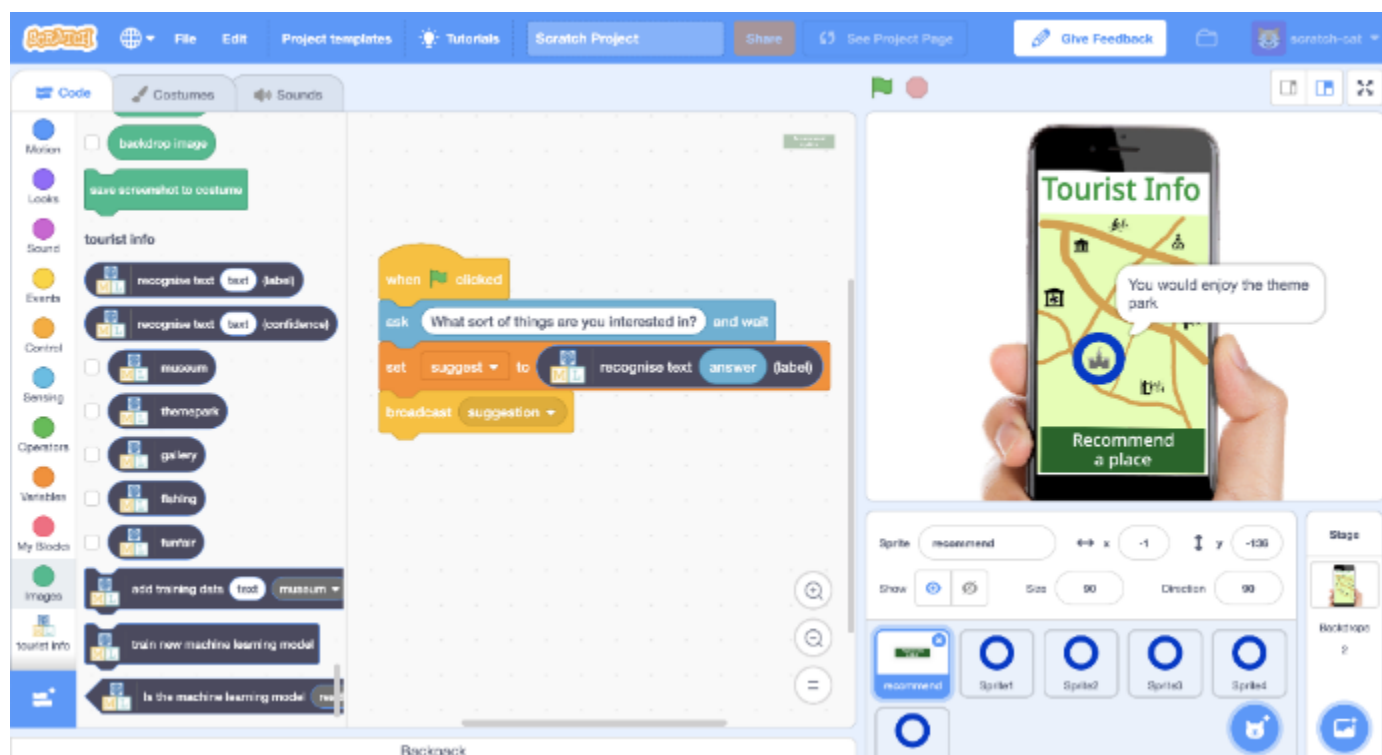 SCRATCH
File Edit Project templates Tutorials Scratch Project Share See Project Page Give Feedback scratch-cat
Code Costumes Sounds
Motion
Looks
Sound
Events
Control
Sensing
Operators
Variables
My Blocks
Images
tourist info
backdrop image
save screenshot to costume
tourist info
recognise text text (label)
recognise text text (confidence)
museum
themepark
gallery
fishing
funfair
add training data text museum
train new machine learning model
Is the machine learning model
when clicked
ask What sort of things are you interested in? and wait
set suggest to recognise text answer (label)
broadcast suggestion
Backpack
Tourist Info
You would enjoy the theme
park
Recommend
a place
Sprite recommend x -1 y -136
Show Size 90 Direction 90
recommend Sprite1 Sprite2 Sprite3 Sprite4
Stage
Backdrops
2